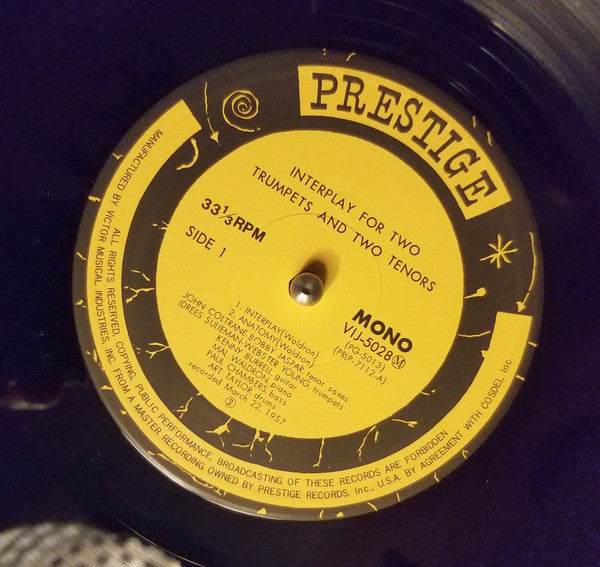 PRESTIGE
INTERPLAY FOR TWO
TRUMPETS AND TWO TENORS
33⅓RPM
SIDE 1
MONO
VIJ-5028 M
(PG-5013)
(PRLP-7112-A)
1. INTERPLAY(Waldron)
2. ANATOMY(Waldron)
JOHN COLTRANE·BOBBY JASPAR tenor saxes
IDREES SULIEMAN·WEBSTER YOUNG trumpets
KENNY BURRELL guitar
MAL WALDRON piano
PAUL CHAMBERS bass
ART TAYLOR drums
recorded March 22, 1957
②
MANUFACTURED BY VICTOR MUSICAL INDUSTRIES, INC. FROM A MASTER RECORDING OWNED BY PRESTIGE RECORDS. Inc., U.S.A. BY AGREEMENT WITH COSDEL Inc.
ALL RIGHTS RESERVED, COPYING, PUBLIC PERFORMANCE, BROADCASTING OF THESE RECORDS ARE FORBIDDEN